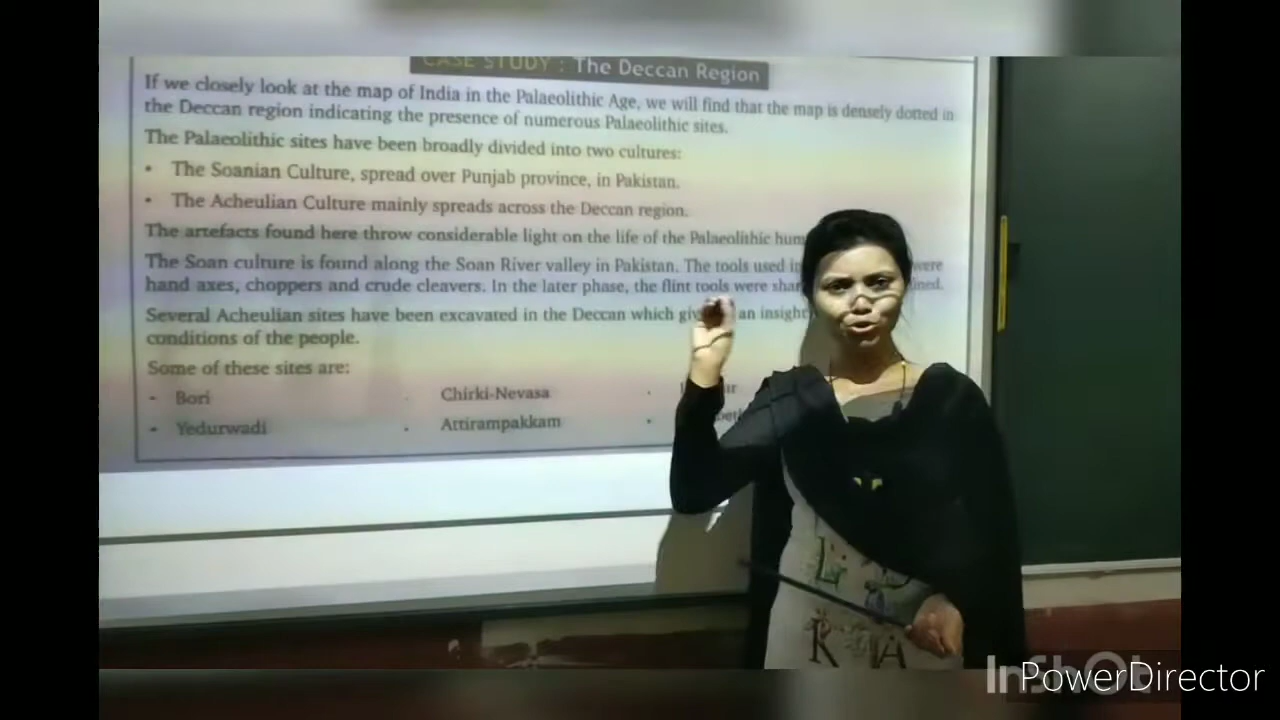 CASE STUDY : The Deccan Region
If we closely look at the map of India in the Palaeolithic Age, we will find that the map is densely dotted in
the Deccan region indicating the presence of numerous Palaeolithic sites.
The Palaeolithic sites have been broadly divided into two cultures:
• The Soanian Culture, spread over Punjab province, in Pakistan.
• The Acheulian Culture mainly spreads across the Deccan region.
The artefacts found here throw considerable light on the life of the Palaeolithic
The Soan culture is found along the Soan River valley in Pakistan. The tools used were
hand axes, choppers and crude cleavers. In the later phase, the flint tools were
Several Acheulian sites have been excavated in the Deccan which an insight
conditions of the people.
Some of these sites are:
• Bori • Chirki-Nevasa •
• Yedurwadi • Attirampakkam •
L
R A
InShot
PowerDirector